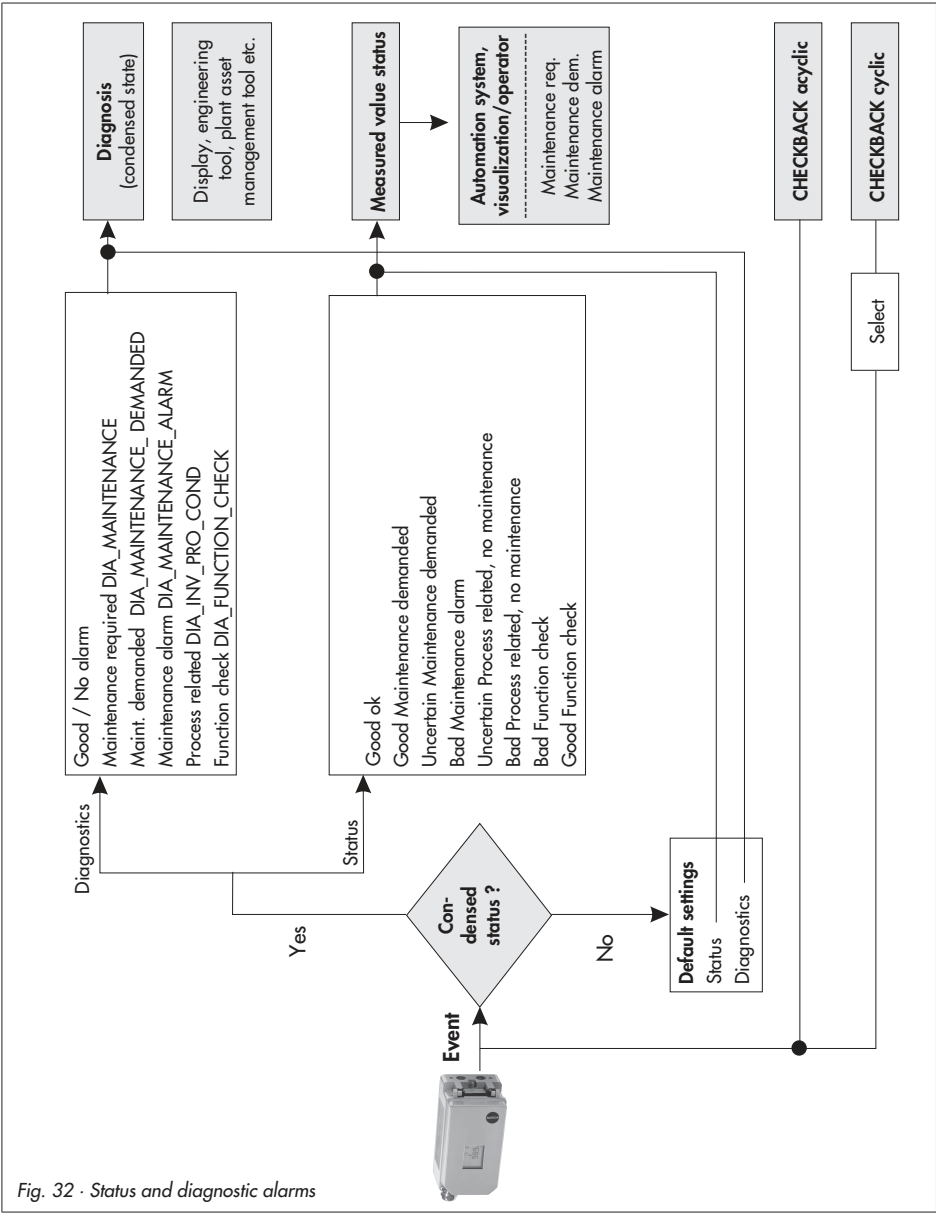 Event
Con-
densed
status ?
Yes
No
Diagnostics
Status
Good / No alarm
Maintenance required DIA_MAINTENANCE
Maint. demanded DIA_MAINTENANCE_ DEMANDED
Maintenance alarm DIA_MAINTENANCE_ALARM
Process related DIA_INV_PRO_COND
Function check DIA_FUNCTION_CHECK
Good ok
Good Maintenance demanded
Uncertain Maintenance demanded
Bad Maintenance alarm
Uncertain Process related, no maintenance
Bad Process related, no maintenance
Bad Function check
Good Function check
Default settings
Status
Diagnostics
Diagnosis
(condensed state)
Display, engineering
tool, plant asset
management tool etc.
Measured value status
Automation system,
visualization/operator
Maintenance req.
Maintenance dem.
Maintenance alarm
CHECKBACK acyclic
Select
CHECKBACK cyclic
Fig. 32 · Status and diagnostic alarms